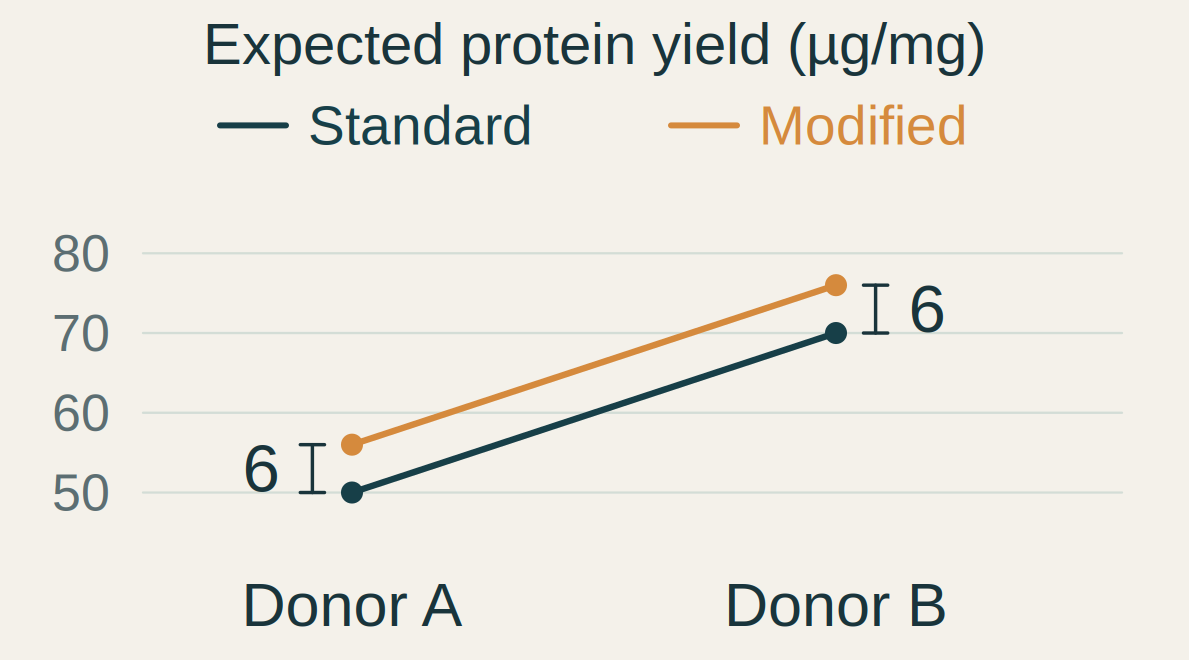 Expected protein yield (µg/mg)
Standard Modified
80
6
70
60
6
50
Donor A Donor B